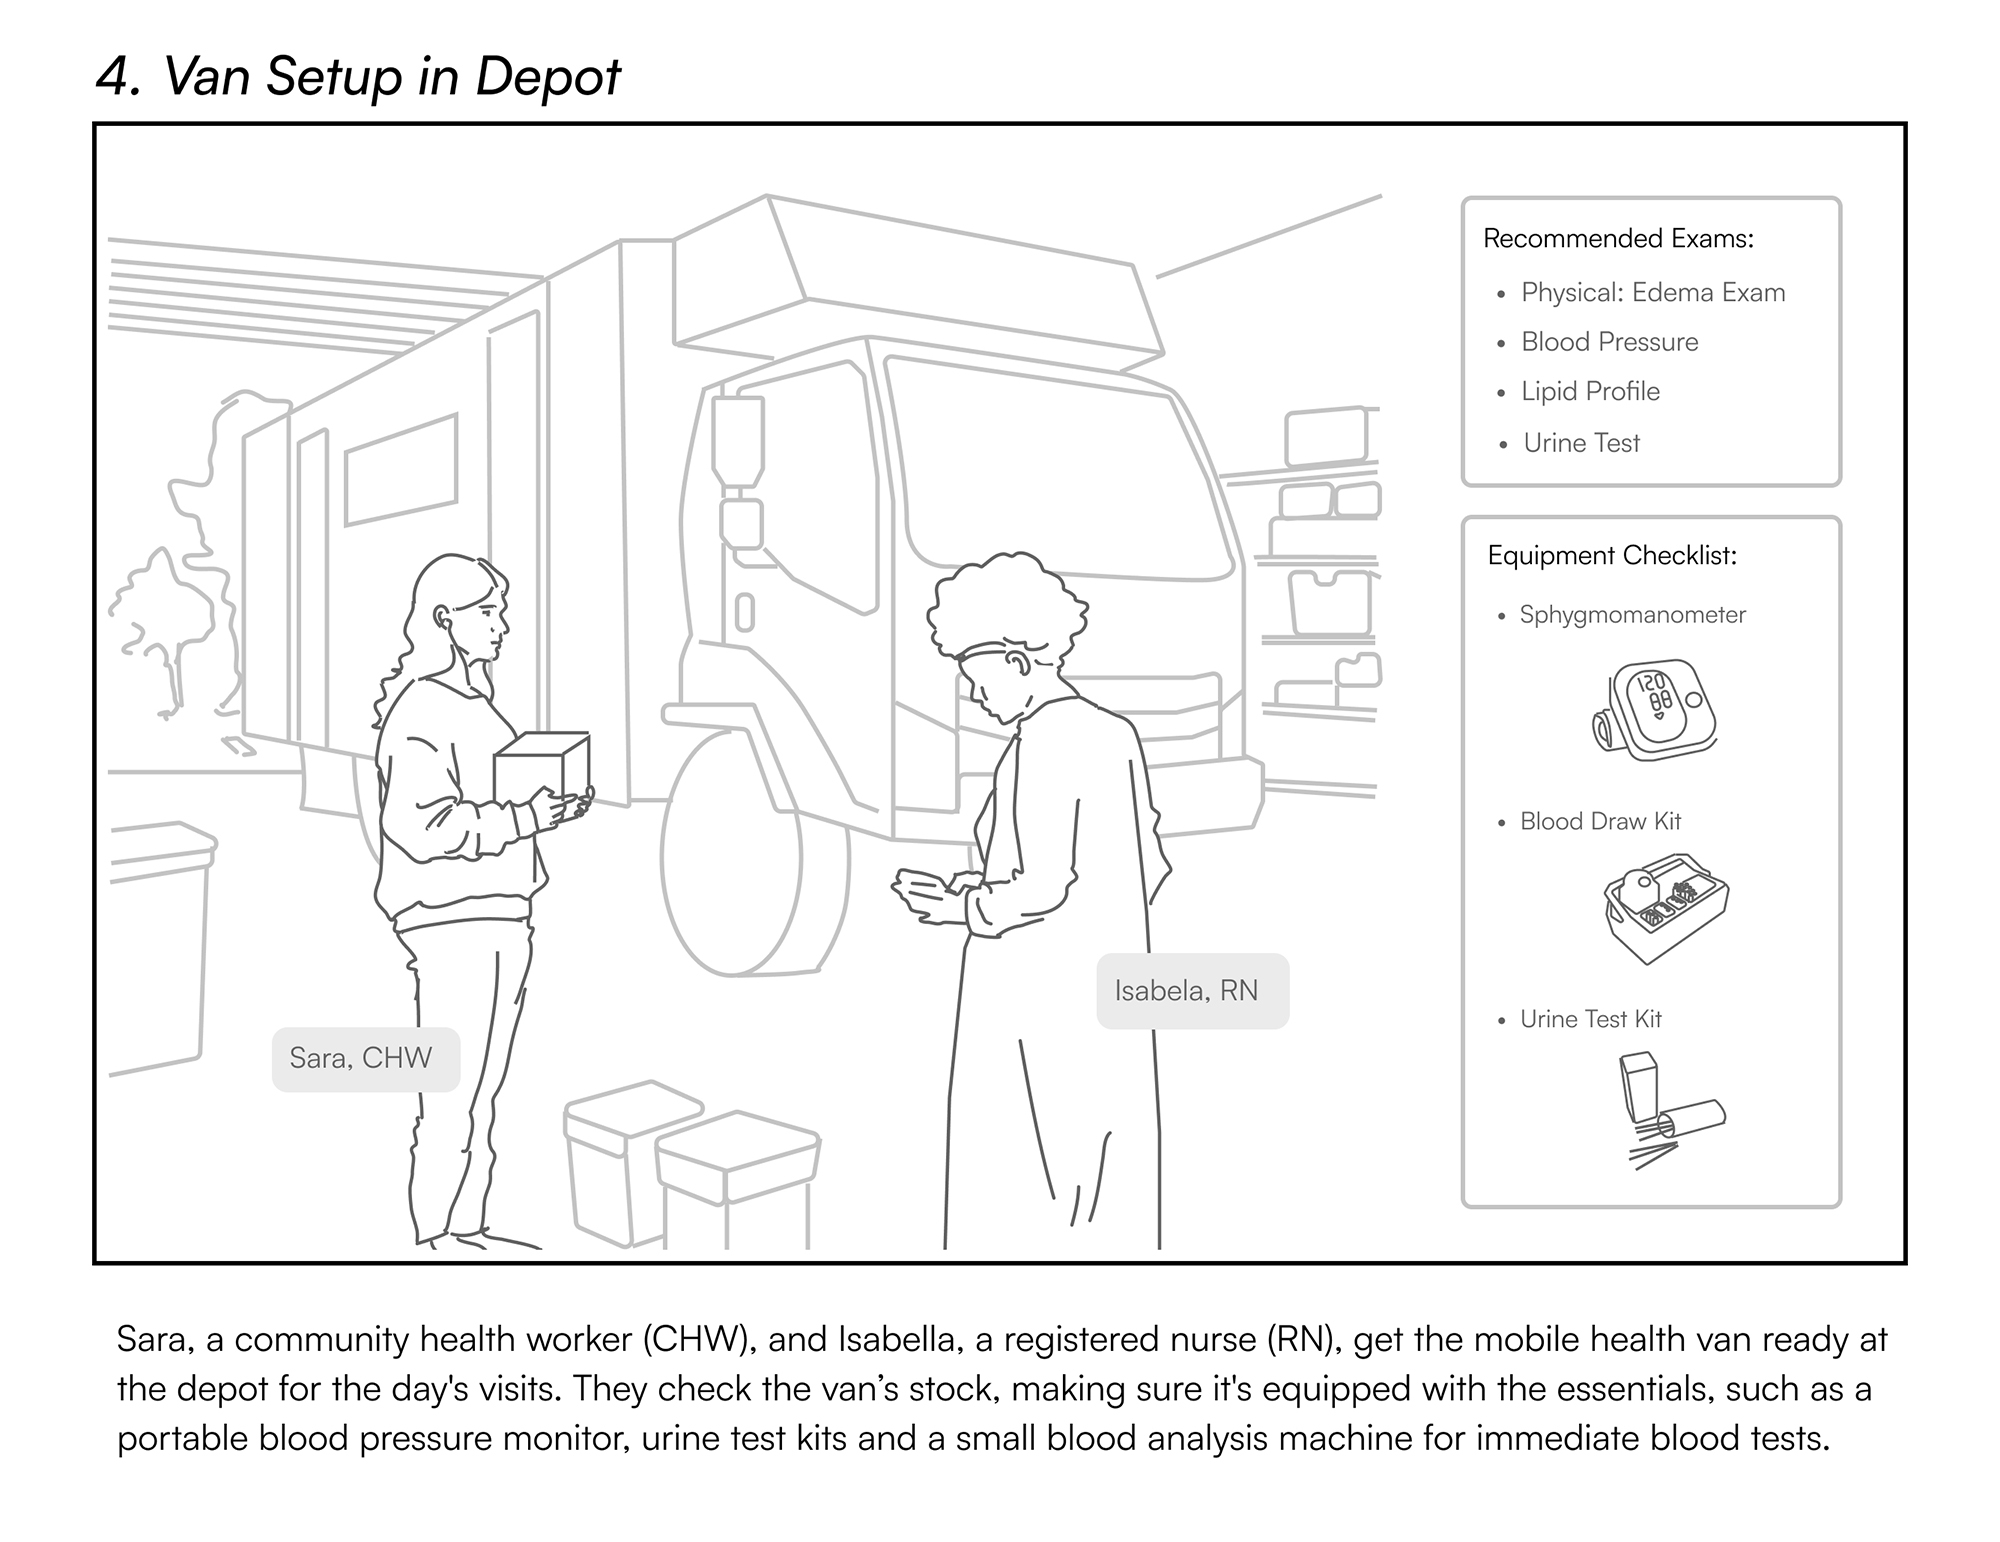 4. Van Setup in Depot
Recommended Exams:
• Physical: Edema Exam
• Blood Pressure
• Lipid Profile
• Urine Test
Equipment Checklist:
• Sphygmomanometer
120
88
• Blood Draw Kit
• Urine Test Kit
Isabela, RN
Sara, CHW
Sara, a community health worker (CHW), and Isabella, a registered nurse (RN), get the mobile health van ready at
the depot for the day's visits. They check the van’s stock, making sure it's equipped with the essentials, such as a
portable blood pressure monitor, urine test kits and a small blood analysis machine for immediate blood tests.